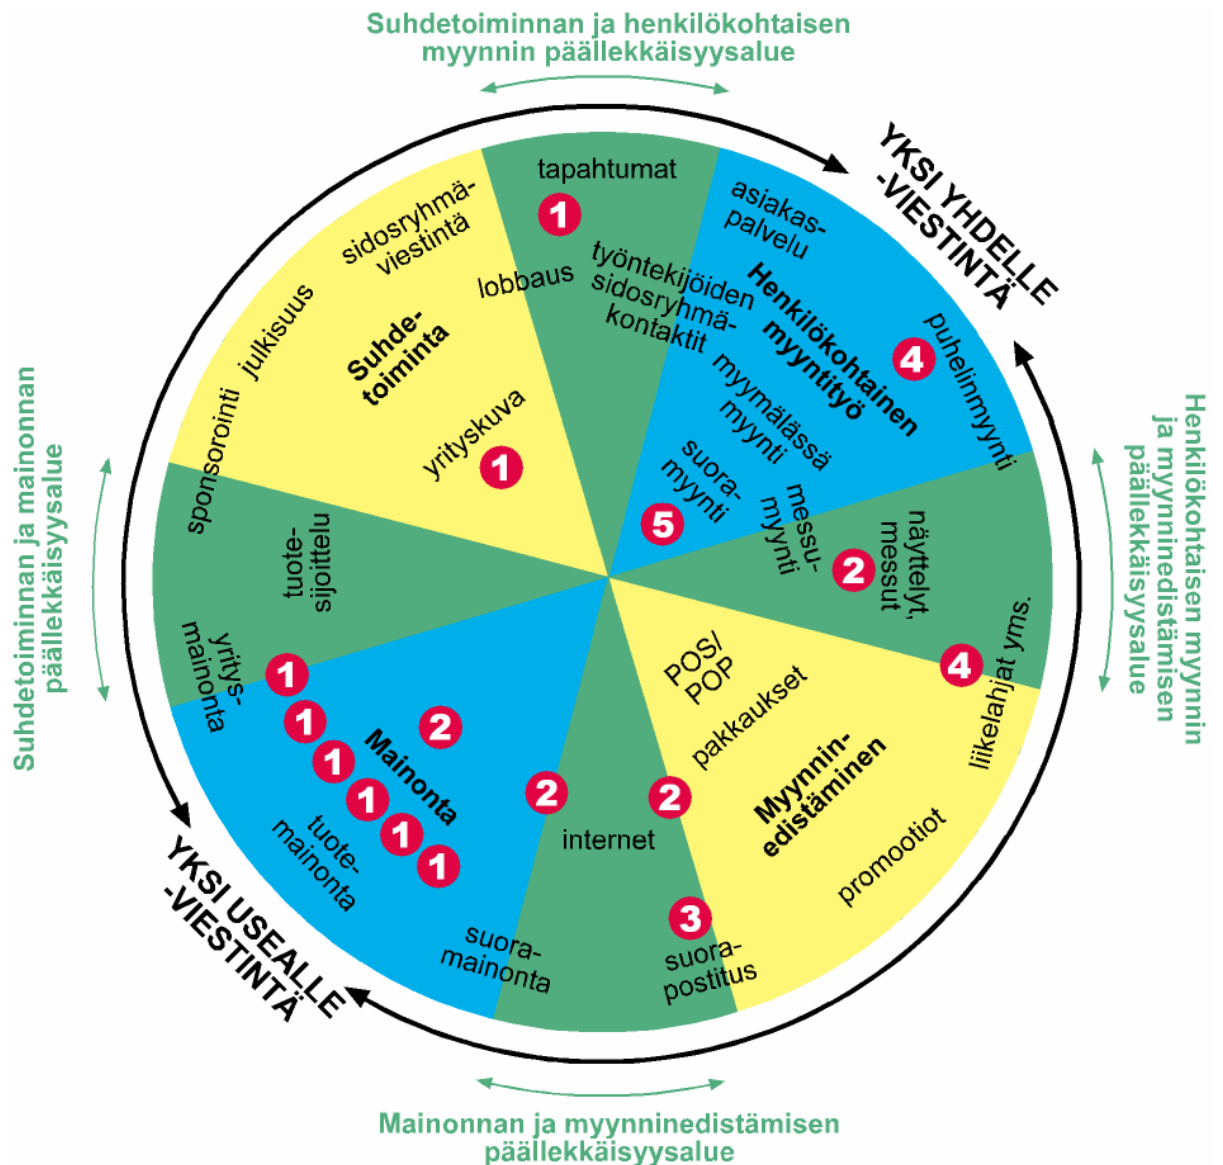 Suhdetoiminnan ja henkilökohtaisen
myynnin päällekkäisyysalue
YKSI YHDELLE
-VIESTINTÄ
tapahtumat
1
asiakas-
palvelu
sidosryhmä-
viestintä
lobbaus
työntekijöiden
sidosryhmä-
kontaktit
Henkilökohtainen
myyntityö
puhelinmyynti
4
julkisuus
Suhde-
toiminta
sponsorointi
yrityskuva
1
myymälässä
myynti
suora-
myynti
5
messu-
myynti
2
näyttelyt,
messut
Henkilökohtaisen myynnin
ja myynninedistämisen
päällekkäisyysalue
Suhdetoiminnan ja mainonnan
päällekkäisyysalue
tuote-
sijoittelu
yritys-
mainonta
1
1
1
1
1
1
2
Mainonta
tuote-
mainonta
suora-
mainonta
2
internet
2
3
suora-
postitus
POS/
POP
pakkaukset
Myynnin-
edistäminen
promootiot
4
liikelahjat yms.
YKSI USEALLE
-VIESTINTÄ
Mainonnan ja myynninedistämisen
päällekkäisyysalue